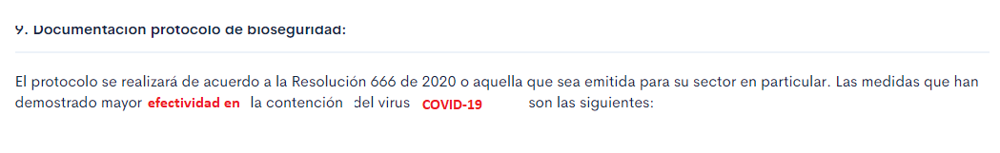 9. Documentación protocolo de bioseguridad:
El protocolo se realizará de acuerdo a la Resolución 666 de 2020 o aquella que sea emitida para su sector en particular. Las medidas que han
demostrado mayor efectividad en la contención del virus COVID-19 son las siguientes: